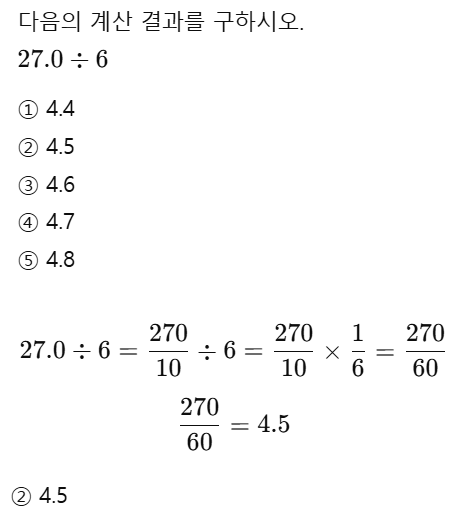 다음의 계산 결과를 구하시오.
27.0 ÷ 6
① 4.4
② 4.5
③ 4.6
④ 4.7
⑤ 4.8
27.0 ÷ 6 = 270/10 ÷ 6 = 270/10 × 1/6 = 270/60
270/60 = 4.5
② 4.5